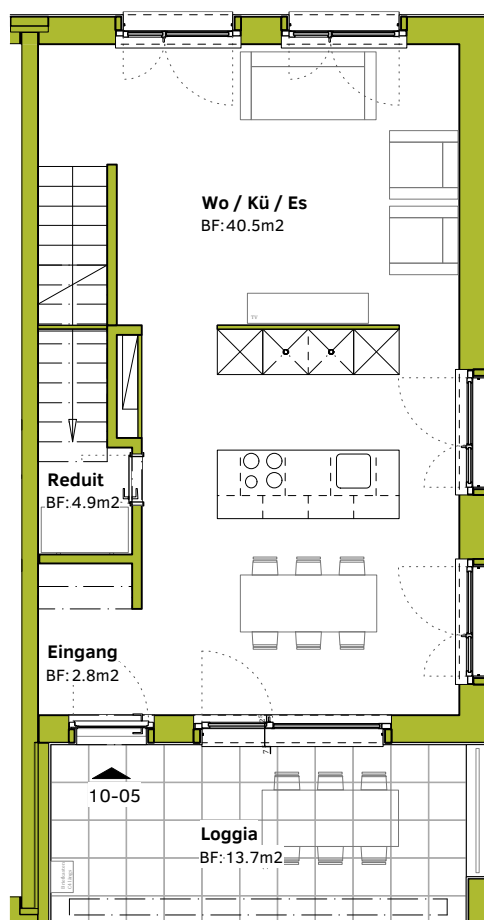 Wo / Kü / Es
BF:40.5m2
TV
Reduit
BF:4.9m2
Eingang
BF:2.8m2
10-05
Loggia
BF:13.7m2